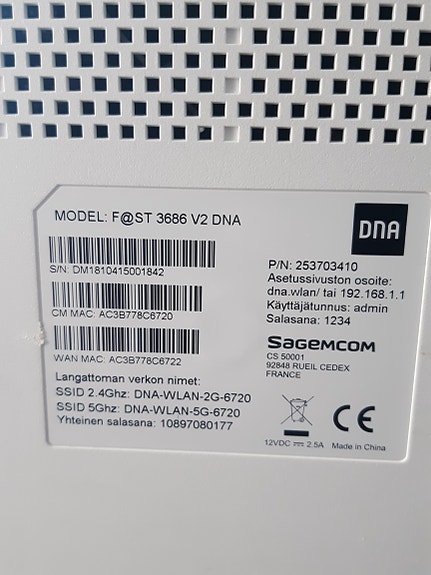 MODEL: F@ST 3686 V2 DNA
DNA
S/N: DM1810415001842
CM MAC: AC3B778C6720
WAN MAC: AC3B778C6722
Langattoman verkon nimet:
SSID 2.4Ghz: DNA-WLAN-2G-6720
SSID 5Ghz: DNA-WLAN-5G-6720
Yhteinen salasana: 10897080177
P/N: 253703410
Asetussivuston osoite:
dna.wlan/ tai 192.168.1.1
Käyttäjätunnus: admin
Salasana: 1234
SAGEMCOM
CS 50001
92848 RUEIL CEDEX
FRANCE
CE
12VDC ⎓ 2.5A Made in China